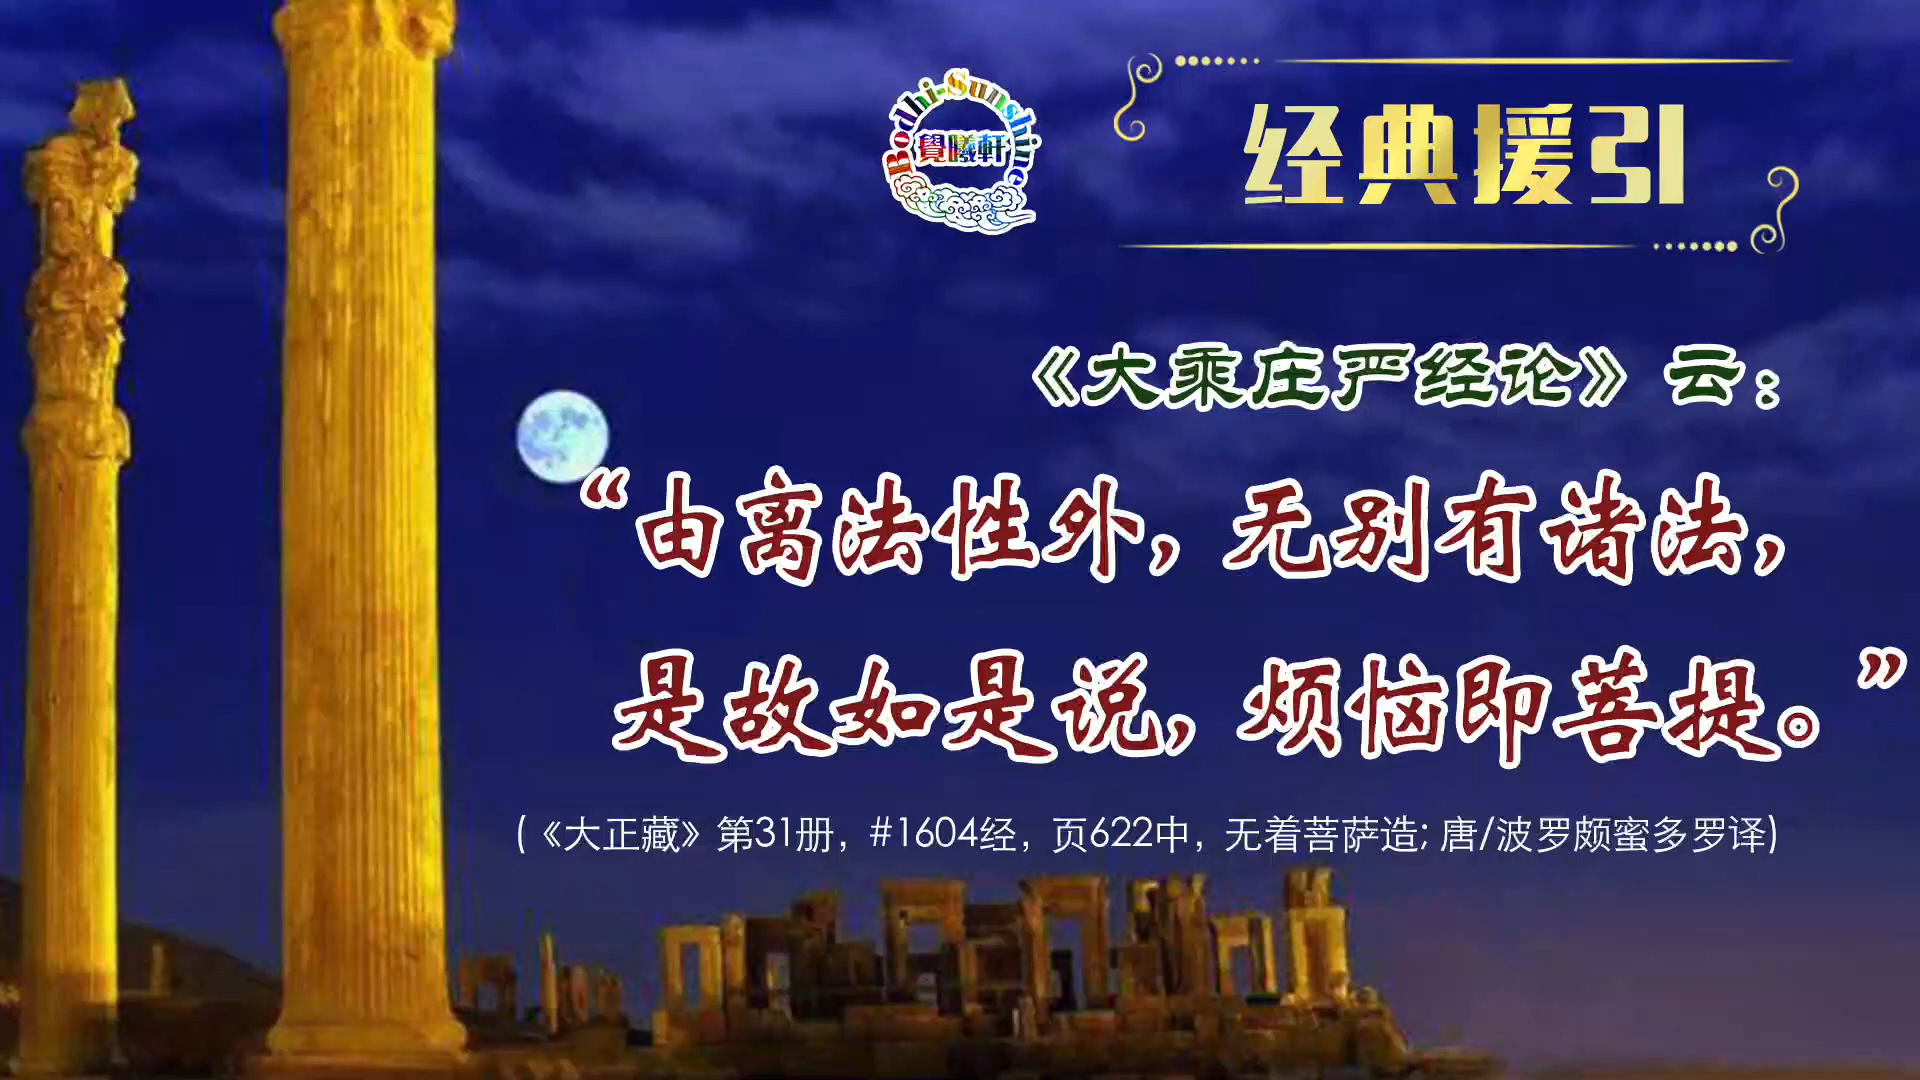 Bodhi-Sunshine
覺曦軒
经典援引
《大乘庄严经论》云：
“由离法性外，无别有诸法，
是故如是说，烦恼即菩提。”
(《大正藏》第31册，#1604经，页622中，无着菩萨造; 唐/波罗颇蜜多罗译)